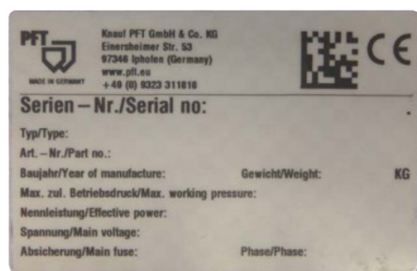 PFT
MADE IN GERMANY
Knauf PFT GmbH & Co. KG
Einersheimer Str. 53
97346 Iphofen (Germany)
www.pft.eu
+49 (0) 9323 311818
CE
Serien – Nr./Serial no:
Typ/Type:
Art. – Nr./Part no.:
Baujahr/Year of manufacture: Gewicht/Weight: KG
Max. zul. Betriebsdruck/Max. working pressure:
Nennleistung/Effective power:
Spannung/Main voltage:
Absicherung/Main fuse: Phase/Phase: